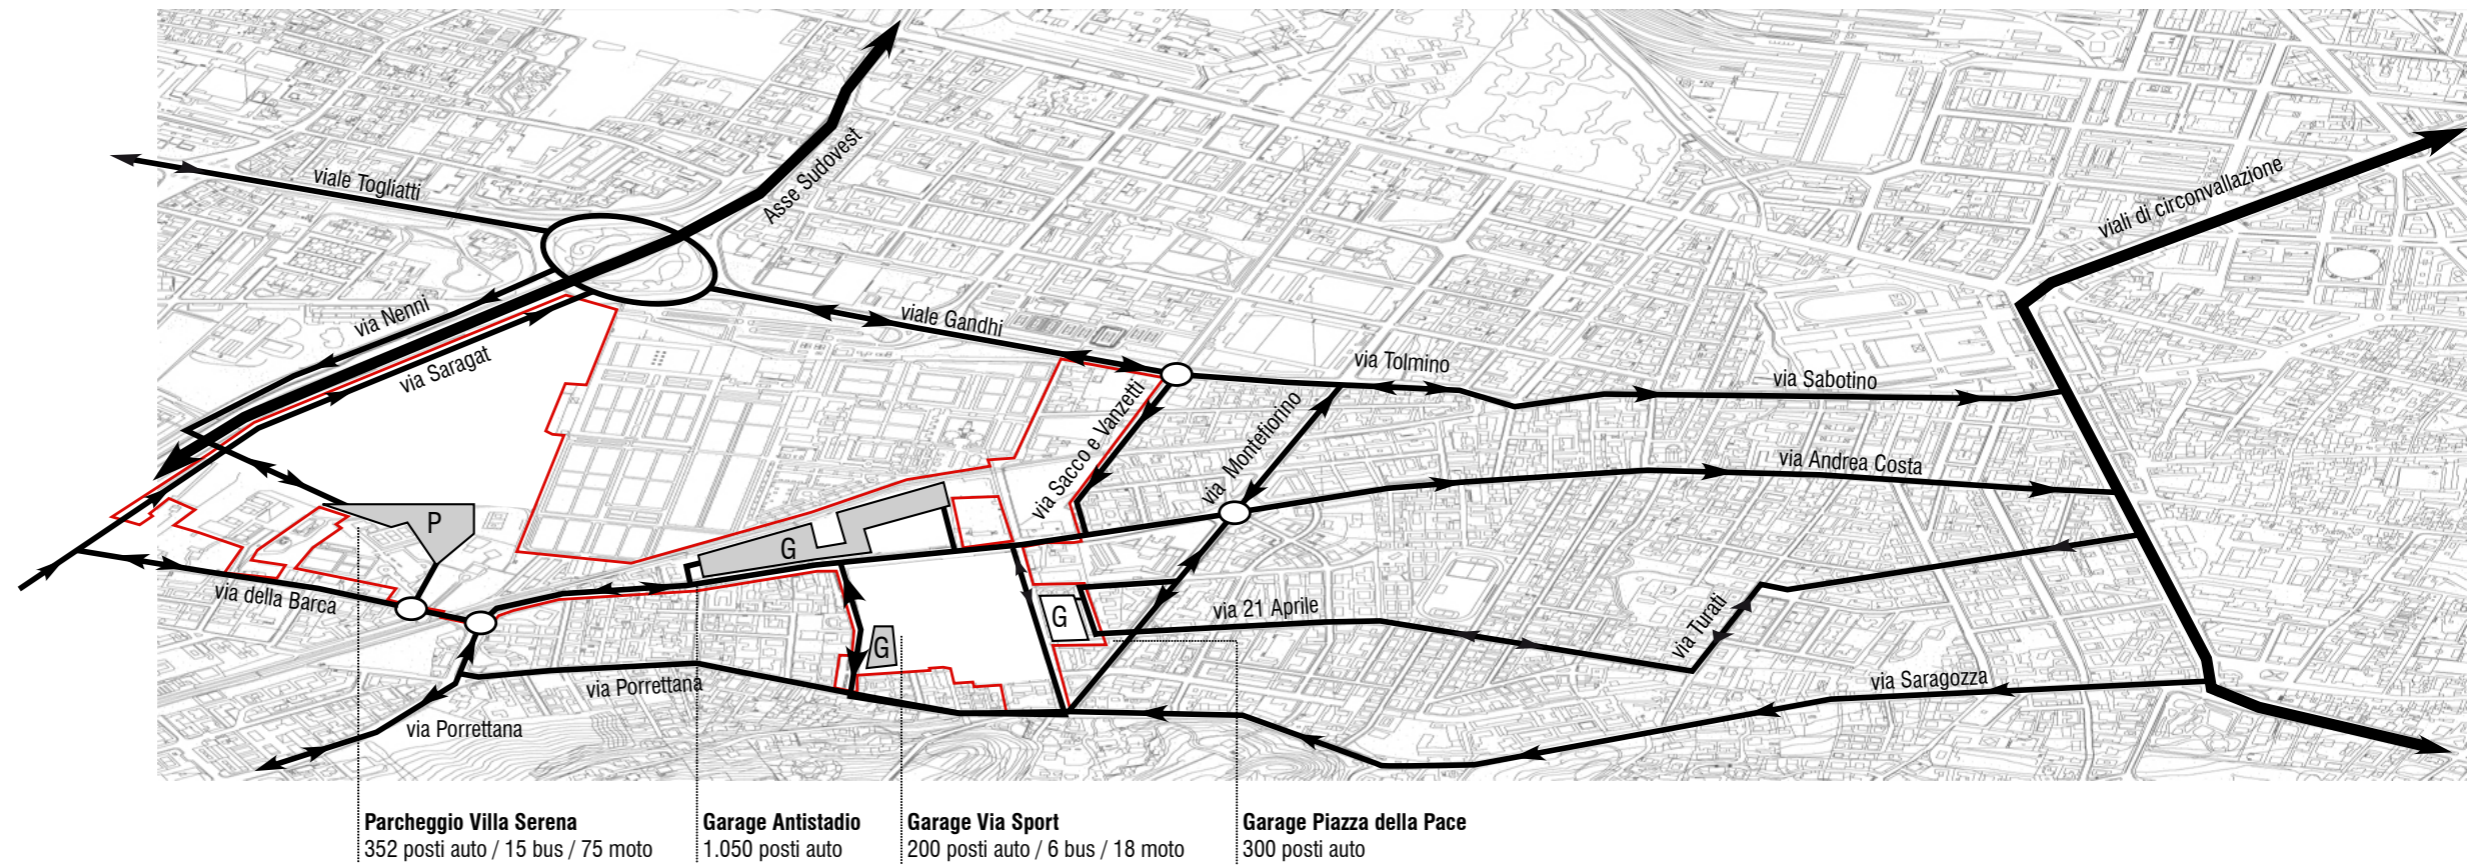 Asse Sudovest
viale Togliatti
viali di circonvallazione
via Nenni
viale Gandhi
via Saragat
via Tolmino
via Sabotino
via Sacco e Vanzetti
via Montefiorino
via Andrea Costa
P
G
via della Barca
G
via 21 Aprile
via Turati
G
via Porrettana
via Saragozza
via Porrettana
Parcheggio Villa Serena
352 posti auto / 15 bus / 75 moto
Garage Antistadio
1.050 posti auto
Garage Via Sport
200 posti auto / 6 bus / 18 moto
Garage Piazza della Pace
300 posti auto